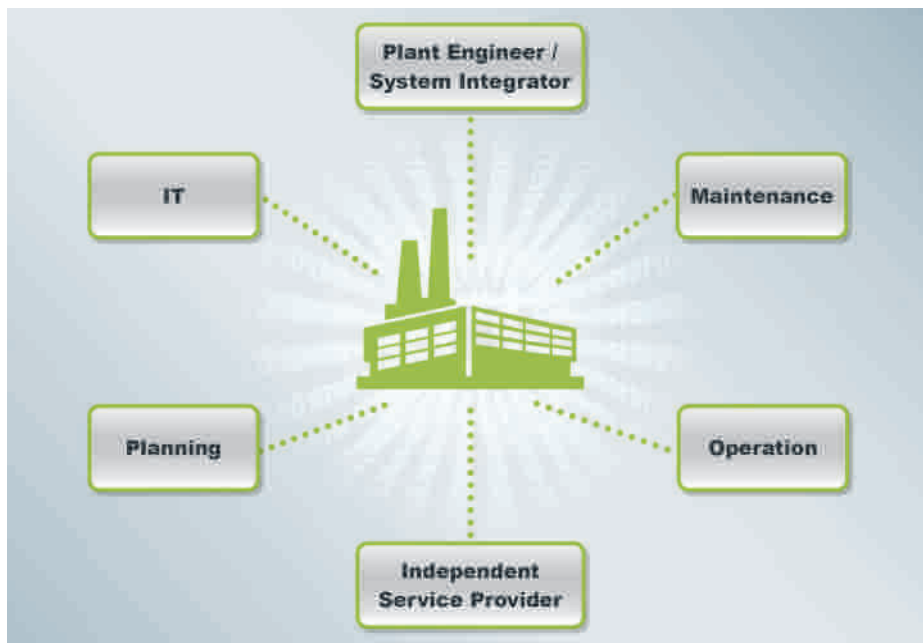 Plant Engineer /
System Integrator
IT
Maintenance
Planning
Operation
Independent
Service Provider